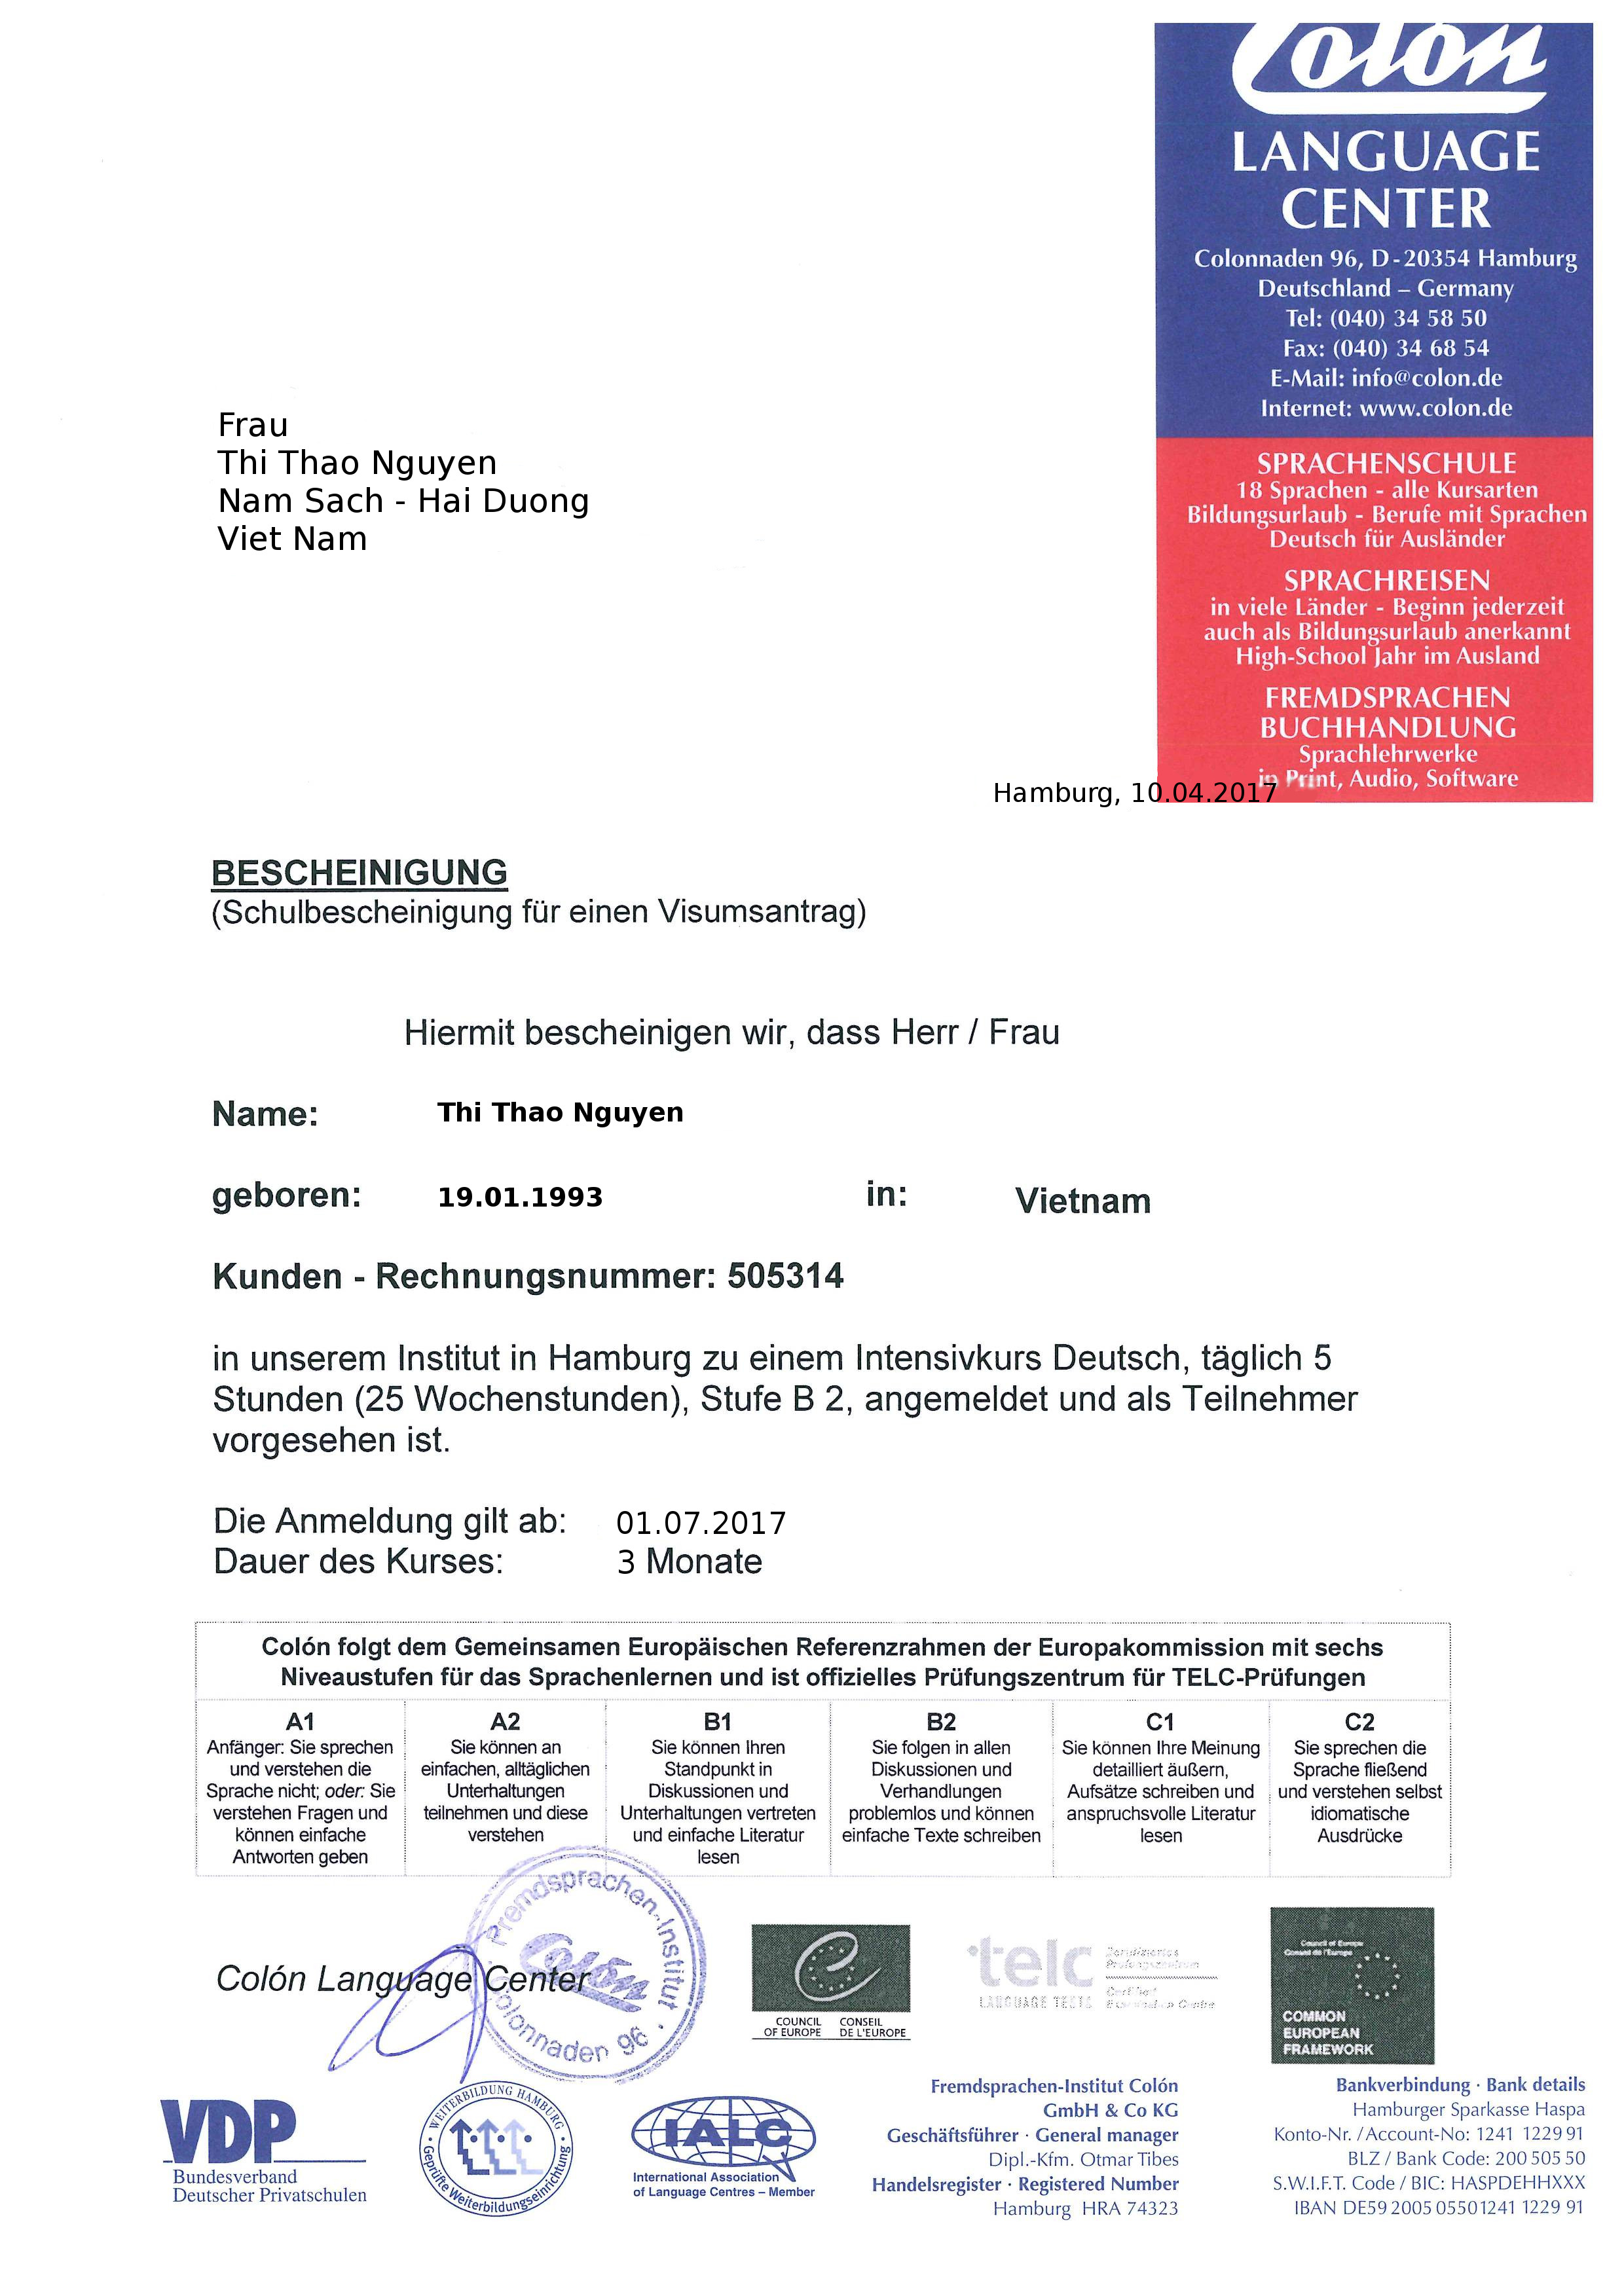 Colón
LANGUAGE
CENTER
Colonnaden 96, D-20354 Hamburg
Deutschland – Germany
Tel: (040) 34 58 50
Fax: (040) 34 68 54
E-Mail: info@colon.de
Internet: www.colon.de
SPRACHENSCHULE
18 Sprachen - alle Kursarten
Bildungsurlaub - Berufe mit Sprachen
Deutsch für Ausländer
SPRACHREISEN
in viele Länder - Beginn jederzeit
auch als Bildungsurlaub anerkannt
High-School Jahr im Ausland
FREMDSPRACHEN
BUCHHANDLUNG
Sprachlehrwerke
in Print, Audio, Software
Frau
Thi Thao Nguyen
Nam Sach - Hai Duong
Viet Nam
Hamburg, 10.04.2017
BESCHEINIGUNG
(Schulbescheinigung für einen Visumsantrag)
Hiermit bescheinigen wir, dass Herr / Frau
Name: Thi Thao Nguyen
geboren: 19.01.1993 in: Vietnam
Kunden - Rechnungsnummer: 505314
in unserem Institut in Hamburg zu einem Intensivkurs Deutsch, täglich 5
Stunden (25 Wochenstunden), Stufe B 2, angemeldet und als Teilnehmer
vorgesehen ist.
Die Anmeldung gilt ab: 01.07.2017
Dauer des Kurses: 3 Monate
Colón folgt dem Gemeinsamen Europäischen Referenzrahmen der Europakommission mit sechs
Niveaustufen für das Sprachenlernen und ist offizielles Prüfungszentrum für TELC-Prüfungen
A1
Anfänger: Sie sprechen
und verstehen die
Sprache nicht; oder: Sie
verstehen Fragen und
können einfache
Antworten geben
A2
Sie können an
einfachen, alltäglichen
Unterhaltungen
teilnehmen und diese
verstehen
B1
Sie können Ihren
Standpunkt in
Diskussionen und
Unterhaltungen vertreten
und einfache Literatur
lesen
B2
Sie folgen in allen
Diskussionen und
Verhandlungen
problemlos und können
einfache Texte schreiben
C1
Sie können Ihre Meinung
detailliert äußern,
Aufsätze schreiben und
anspruchsvolle Literatur
lesen
C2
Sie sprechen die
Sprache fließend
und verstehen selbst
idiomatische
Ausdrücke
Colón Language Center
Fremdsprachen-Institut
Colón
Colonnaden 96
COUNCIL OF EUROPE
CONSEIL DE L'EUROPE
telc
LANGUAGE TESTS
Council of Europe
Conseil de l'Europe
COMMON
EUROPEAN
FRAMEWORK
VDP
Bundesverband
Deutscher Privatschulen
WEITERBILDUNG HAMBURG
Geprüfte Weiterbildungseinrichtung
IALC
International Association
of Language Centres – Member
Fremdsprachen-Institut Colón
GmbH & Co KG
Geschäftsführer · General manager
Dipl.-Kfm. Otmar Tibes
Handelsregister · Registered Number
Hamburg HRA 74323
Bankverbindung · Bank details
Hamburger Sparkasse Haspa
Konto-Nr. /Account-No: 1241 1229 91
BLZ / Bank Code: 200 505 50
S.W.I.F.T. Code / BIC: HASPDEHHXXX
IBAN DE59 2005 0550 1241 1229 91